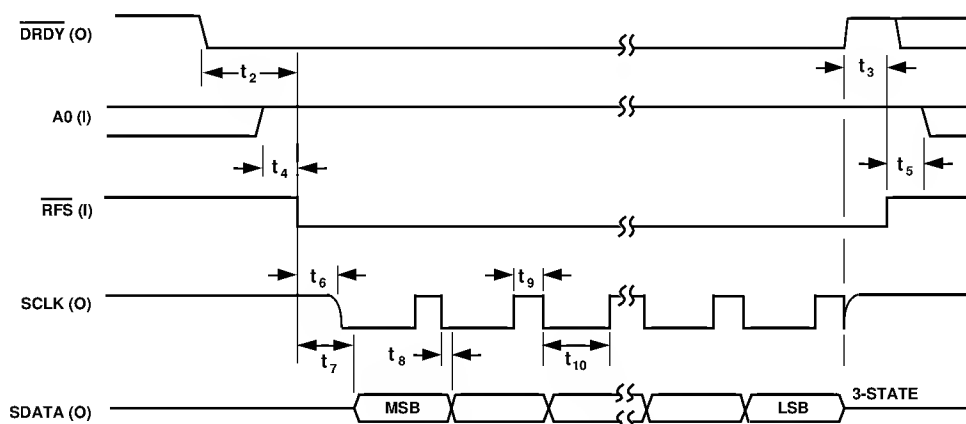 DRDY (O)
t2
t3
A0 (I)
t4
t5
RFS (I)
t6
t9
SCLK (O)
t7
t8
t10
3-STATE
SDATA (O)
MSB
LSB